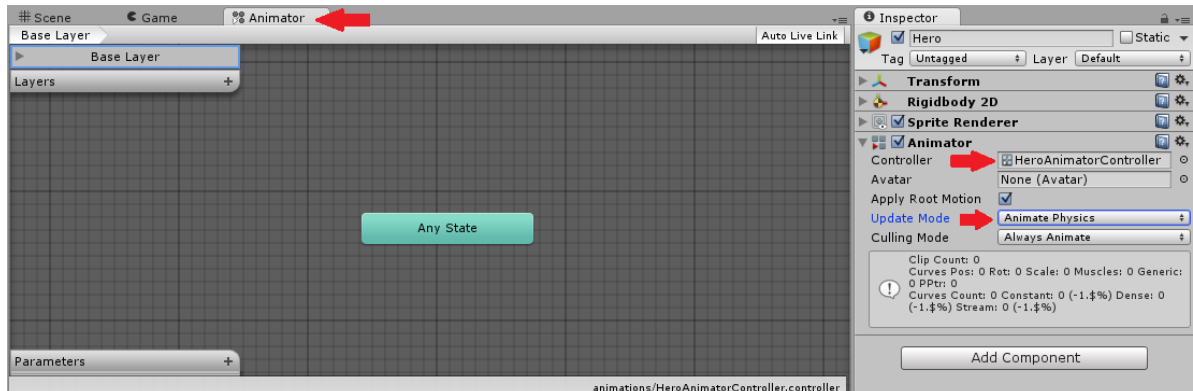 Scene Game Animator
Base Layer Auto Live Link
Base Layer
Layers +
Any State
Parameters +
animations/HeroAnimatorController.controller
Inspector
Hero Static
Tag Untagged Layer Default
Transform
Rigidbody 2D
Sprite Renderer
Animator
Controller HeroAnimatorController
Avatar None (Avatar)
Apply Root Motion
Update Mode Animate Physics
Culling Mode Always Animate
Clip Count: 0
Curves Pos: 0 Rot: 0 Scale: 0 Muscles: 0 Generic:
0 PPtr: 0
Curves Count: 0 Constant: 0 (-1.$%) Dense: 0
(-1.$%) Stream: 0 (-1.$%)
Add Component